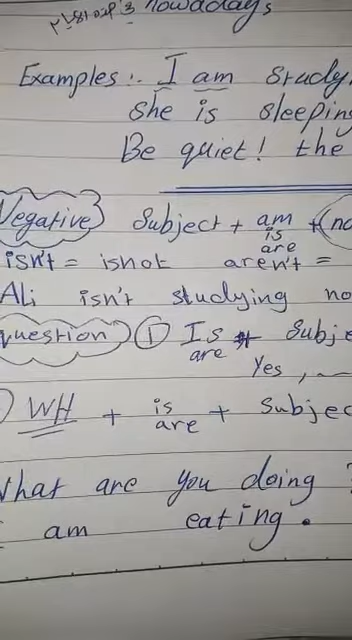 nowadays
Examples:- I am study
she is sleeping
Be quiet! the
Negative Subject + am + (no
is
are
isn't = isnot aren't =
Ali isn't studying no
question ① Is + Subje
are
Yes, —
WH + is + Subjec
are
What are you doing ?
I am eating.